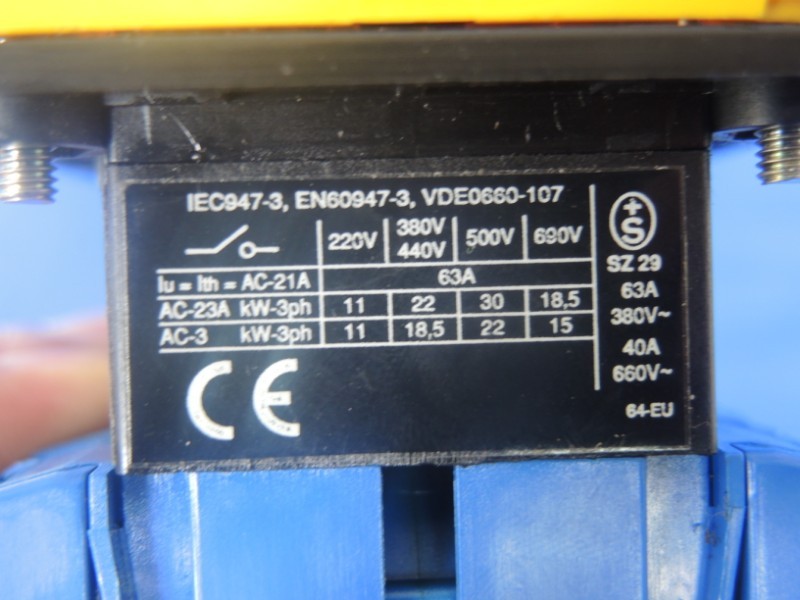 IEC947-3, EN60947-3, VDE0660-107
220V 380V 440V 500V 690V
Iu = Ith = AC-21A 63A
AC-23A kW-3ph 11 22 30 18,5
AC-3 kW-3ph 11 18,5 22 15
CE
+S
SZ 29
63A
380V~
40A
660V~
64-EU